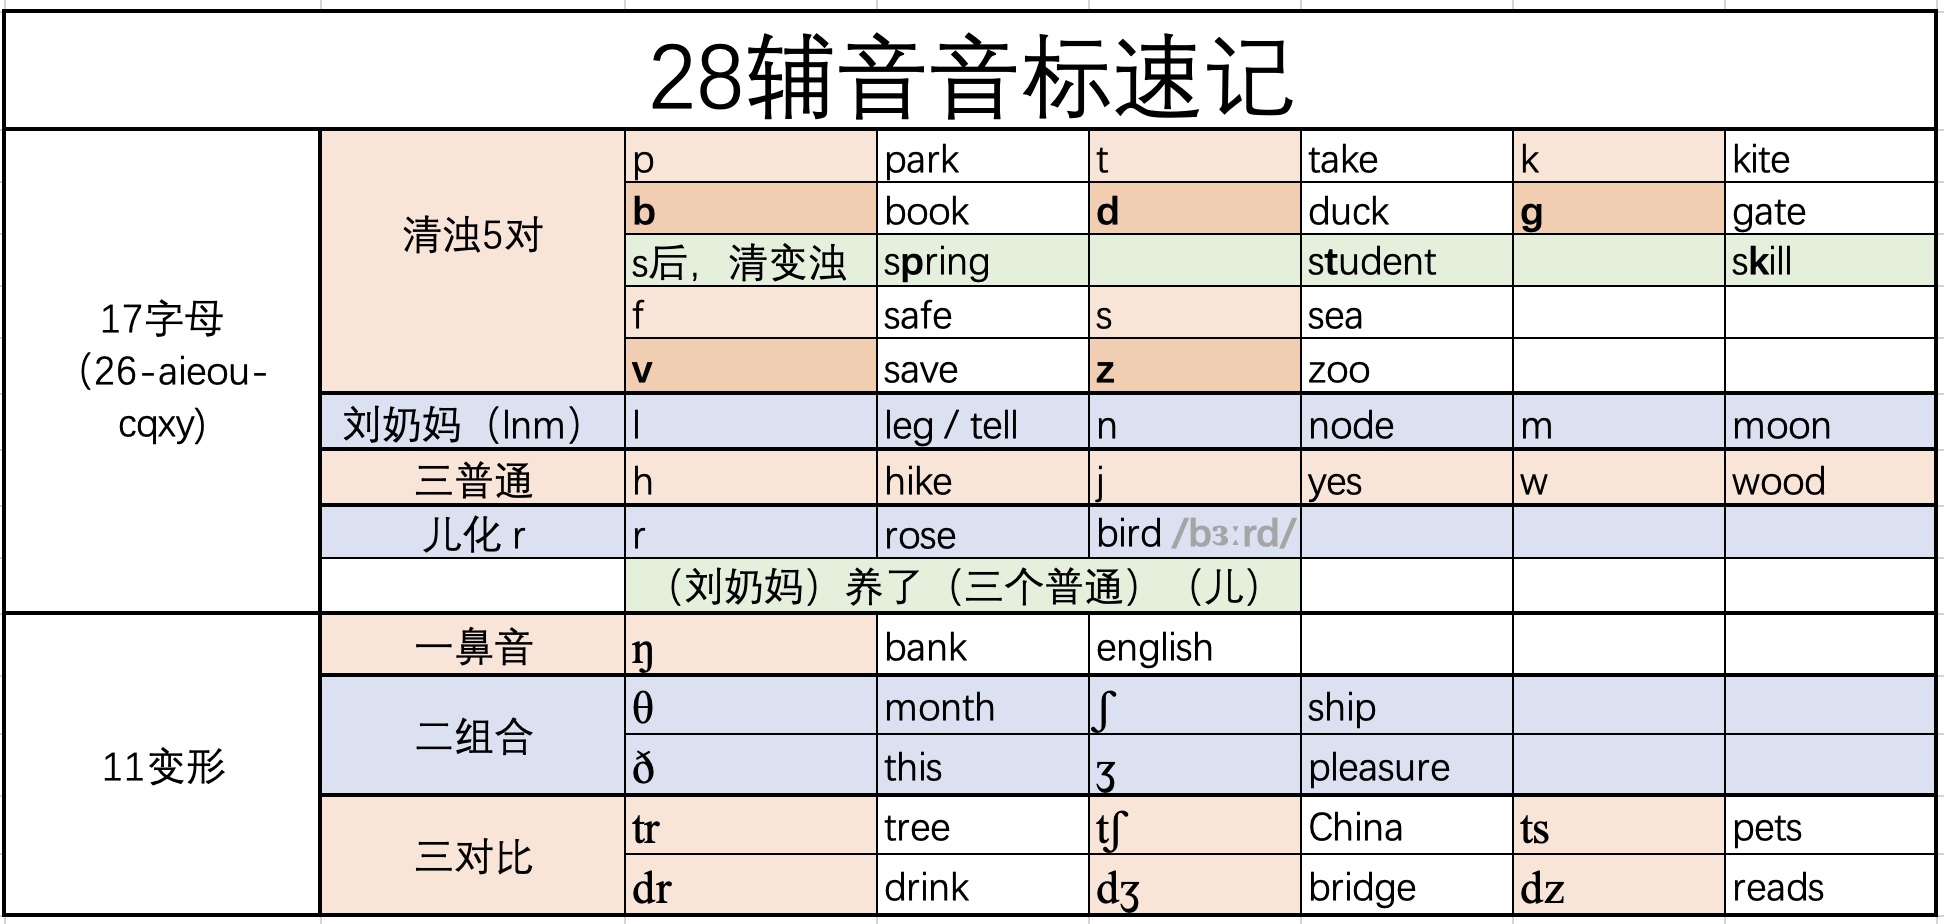 28辅音音标速记
17字母
（26-aieou-
cqxy)
清浊5对
p park t take k kite
b book d duck g gate
s后，清变浊 spring student skill
f safe s sea
v save z zoo
刘奶妈（lnm） l leg / tell n node m moon
三普通 h hike j yes w wood
儿化 r r rose bird /bɜːrd/
（刘奶妈）养了（三个普通）（儿）
11变形
一鼻音 ŋ bank english
二组合
θ month ʃ ship
ð this ʒ pleasure
三对比
tr tree tʃ China ts pets
dr drink dʒ bridge dz reads